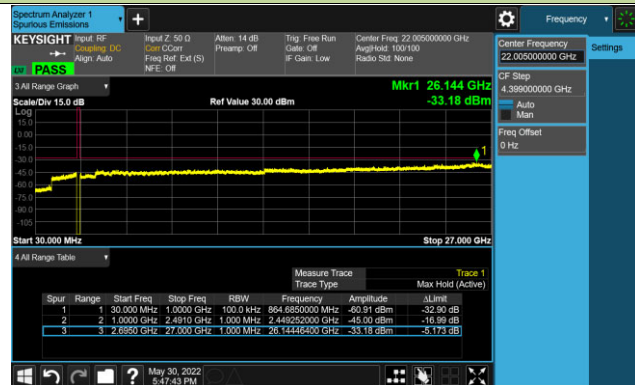 Spectrum Analyzer 1
Spurious Emissions
+
Frequency
KEYSIGHT
Input: RF
Coupling: DC
Align: Auto
Input Z: 50 Ω
Corr CCorr
Freq Ref: Ext (S)
NFE: Off
Atten: 14 dB
Preamp: Off
Trig: Free Run
Gate: Off
IF Gain: Low
Center Freq: 22.005000000 GHz
Avg|Hold: 100/100
Radio Std: None
PASS
Center Frequency
22.005000000 GHz
Settings
CF Step
4.399000000 GHz
Auto
Man
Freq Offset
0 Hz
3 All Range Graph
Mkr1 26.144 GHz
Scale/Div 15.0 dB
Ref Value 30.00 dBm
-33.18 dBm
Log
15.0
0.00
-15.0
-30.0
-45.0
-60.0
-75.0
-90.0
-105
1
Start 30.000 MHz
Stop 27.000 GHz
4 All Range Table
Measure Trace Trace 1
Trace Type Max Hold (Active)
Spur Range Start Freq Stop Freq RBW Frequency Amplitude ΔLimit
1 1 30.000 MHz 1.0000 GHz 100.0 kHz 864.6850000 MHz -60.91 dBm -32.90 dB
2 2 1.0000 GHz 2.4910 GHz 1.000 MHz 2.449252000 GHz -45.00 dBm -16.99 dB
3 3 2.6950 GHz 27.000 GHz 1.000 MHz 26.14446400 GHz -33.18 dBm -5.173 dB
?
May 30, 2022
5:47:43 PM